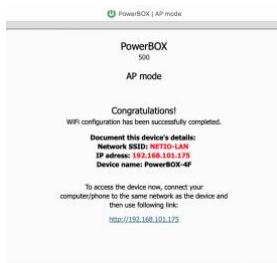 PowerBOX | AP mode
PowerBOX
500
AP mode
Congratulations!
WiFi configuration has been successfully completed.
Document this device's details:
Network SSID: NETIO-LAN
IP adress: 192.168.101.175
Device name: PowerBOX-4F
To access the device now, connect your
computer/phone to the same network as the device and
then use following link:
http://192.168.101.175